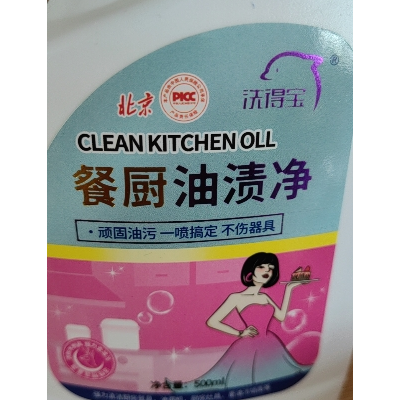 北京
PICC
洗得宝®
CLEAN KITCHEN OLL
餐厨油渍净
·顽固油污 一喷搞定 不伤器具
净含量：500ml